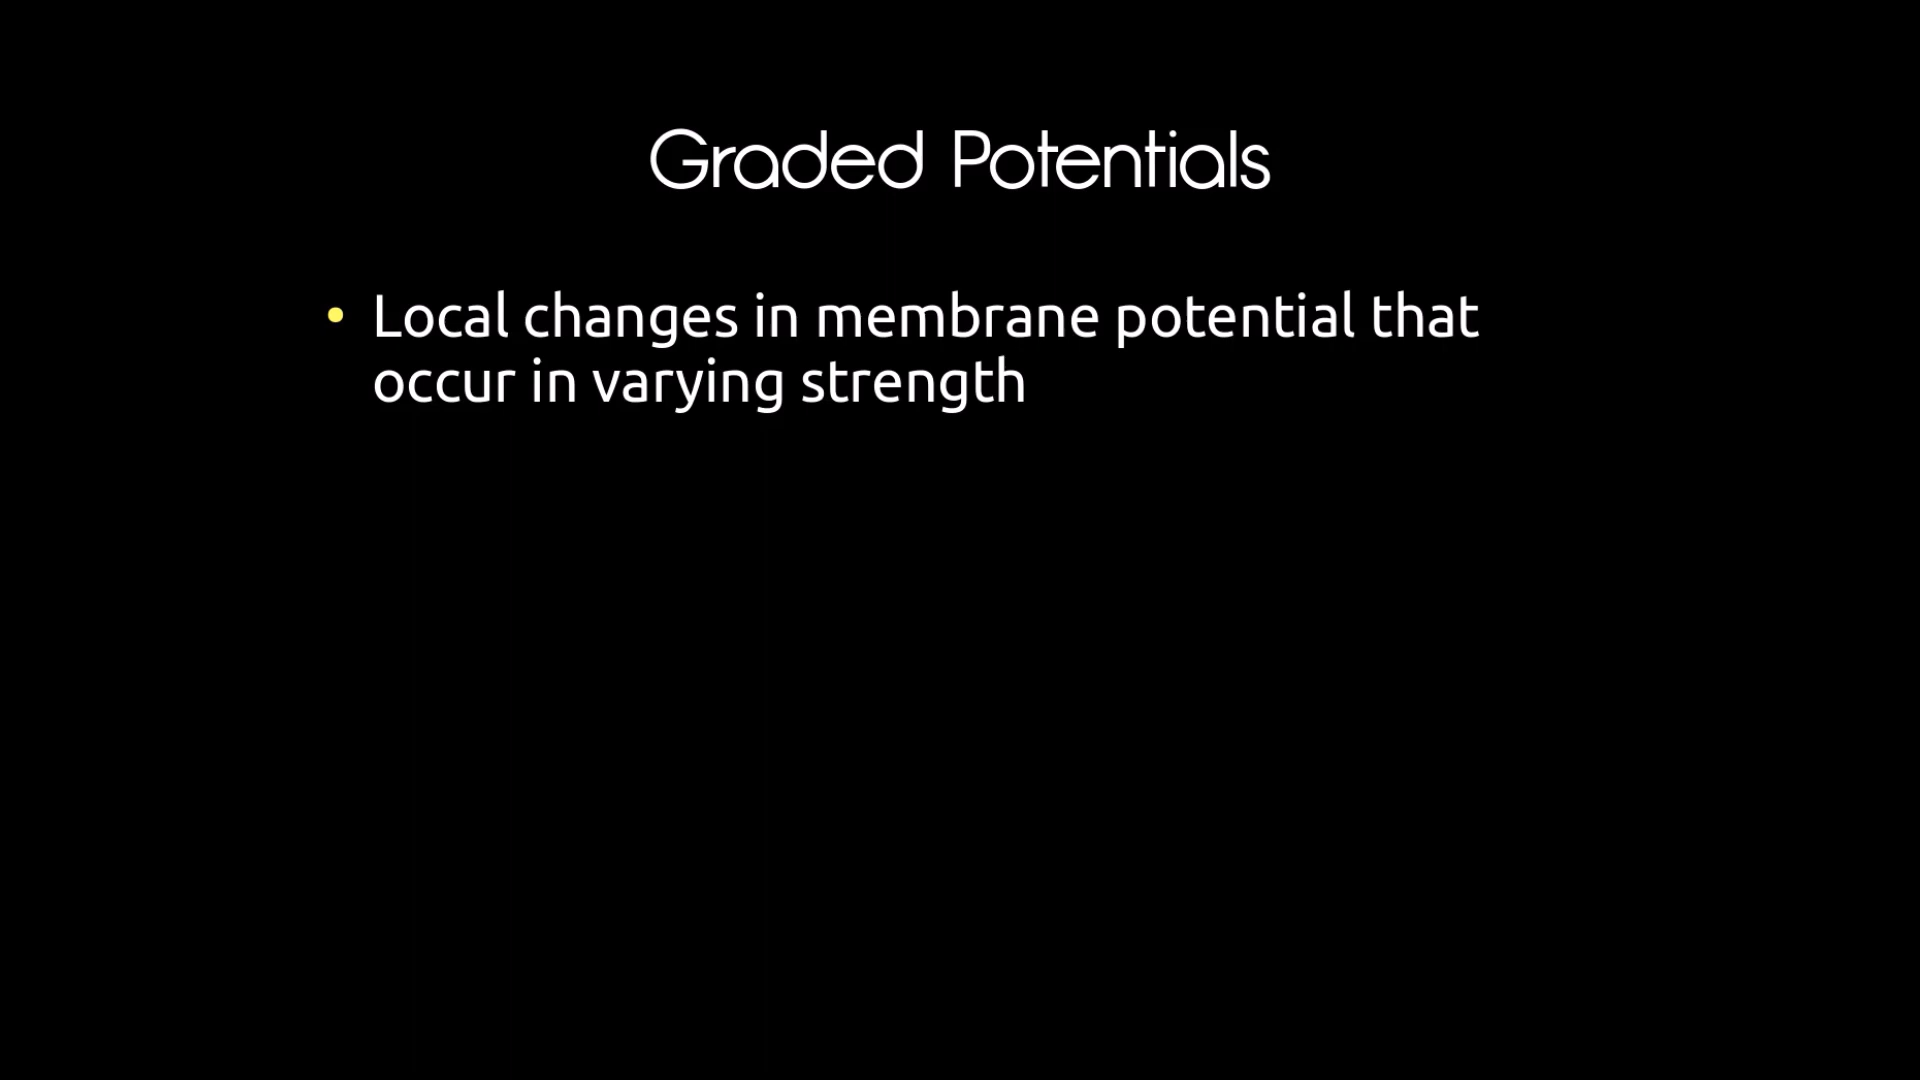 Graded Potentials
• Local changes in membrane potential that
occur in varying strength